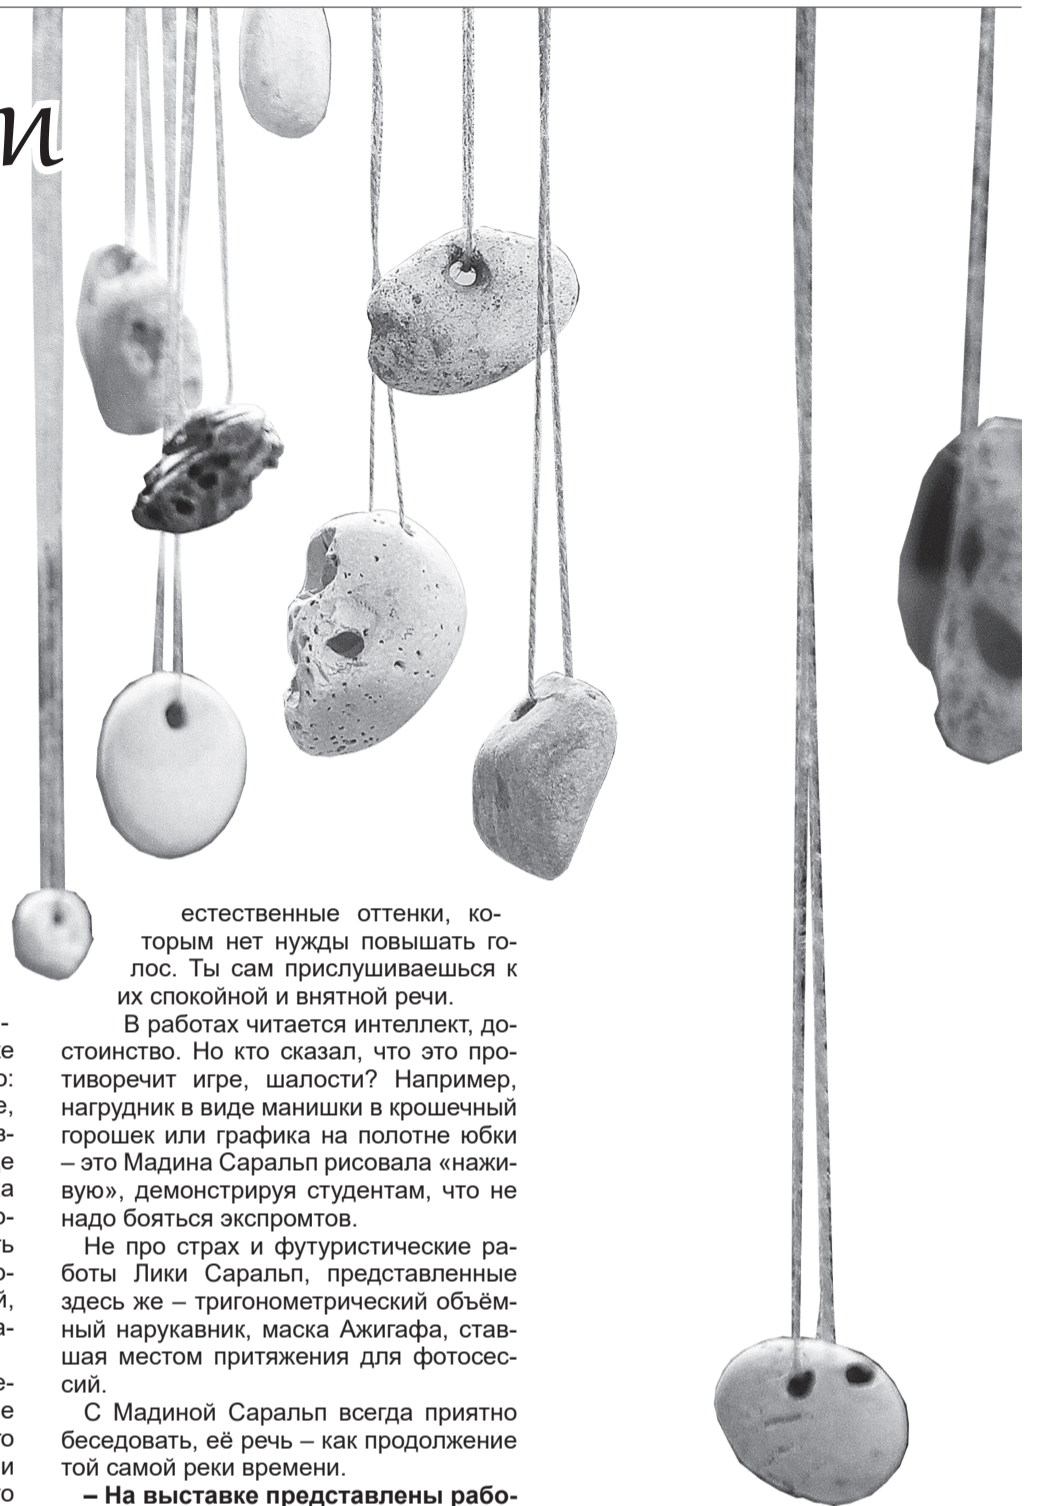 и
естественные оттенки, ко-
торым нет нужды повышать го-
лос. Ты сам прислушиваешься к
их спокойной и внятной речи.
В работах читается интеллект, до-
стоинство. Но кто сказал, что это про-
тиворечит игре, шалости? Например,
нагрудник в виде манишки в крошечный
горошек или графика на полотне юбки
– это Мадина Саральп рисовала «нажи-
вую», демонстрируя студентам, что не
надо бояться экспромтов.
Не про страх и футуристические ра-
боты Лики Саральп, представленные
здесь же – тригонометрический объём-
ный нарукавник, маска Ажигафа, став-
шая местом притяжения для фотосес-
сий.
С Мадиной Саральп всегда приятно
беседовать, её речь – как продолжение
той самой реки времени.
– На выставке представлены рабо-